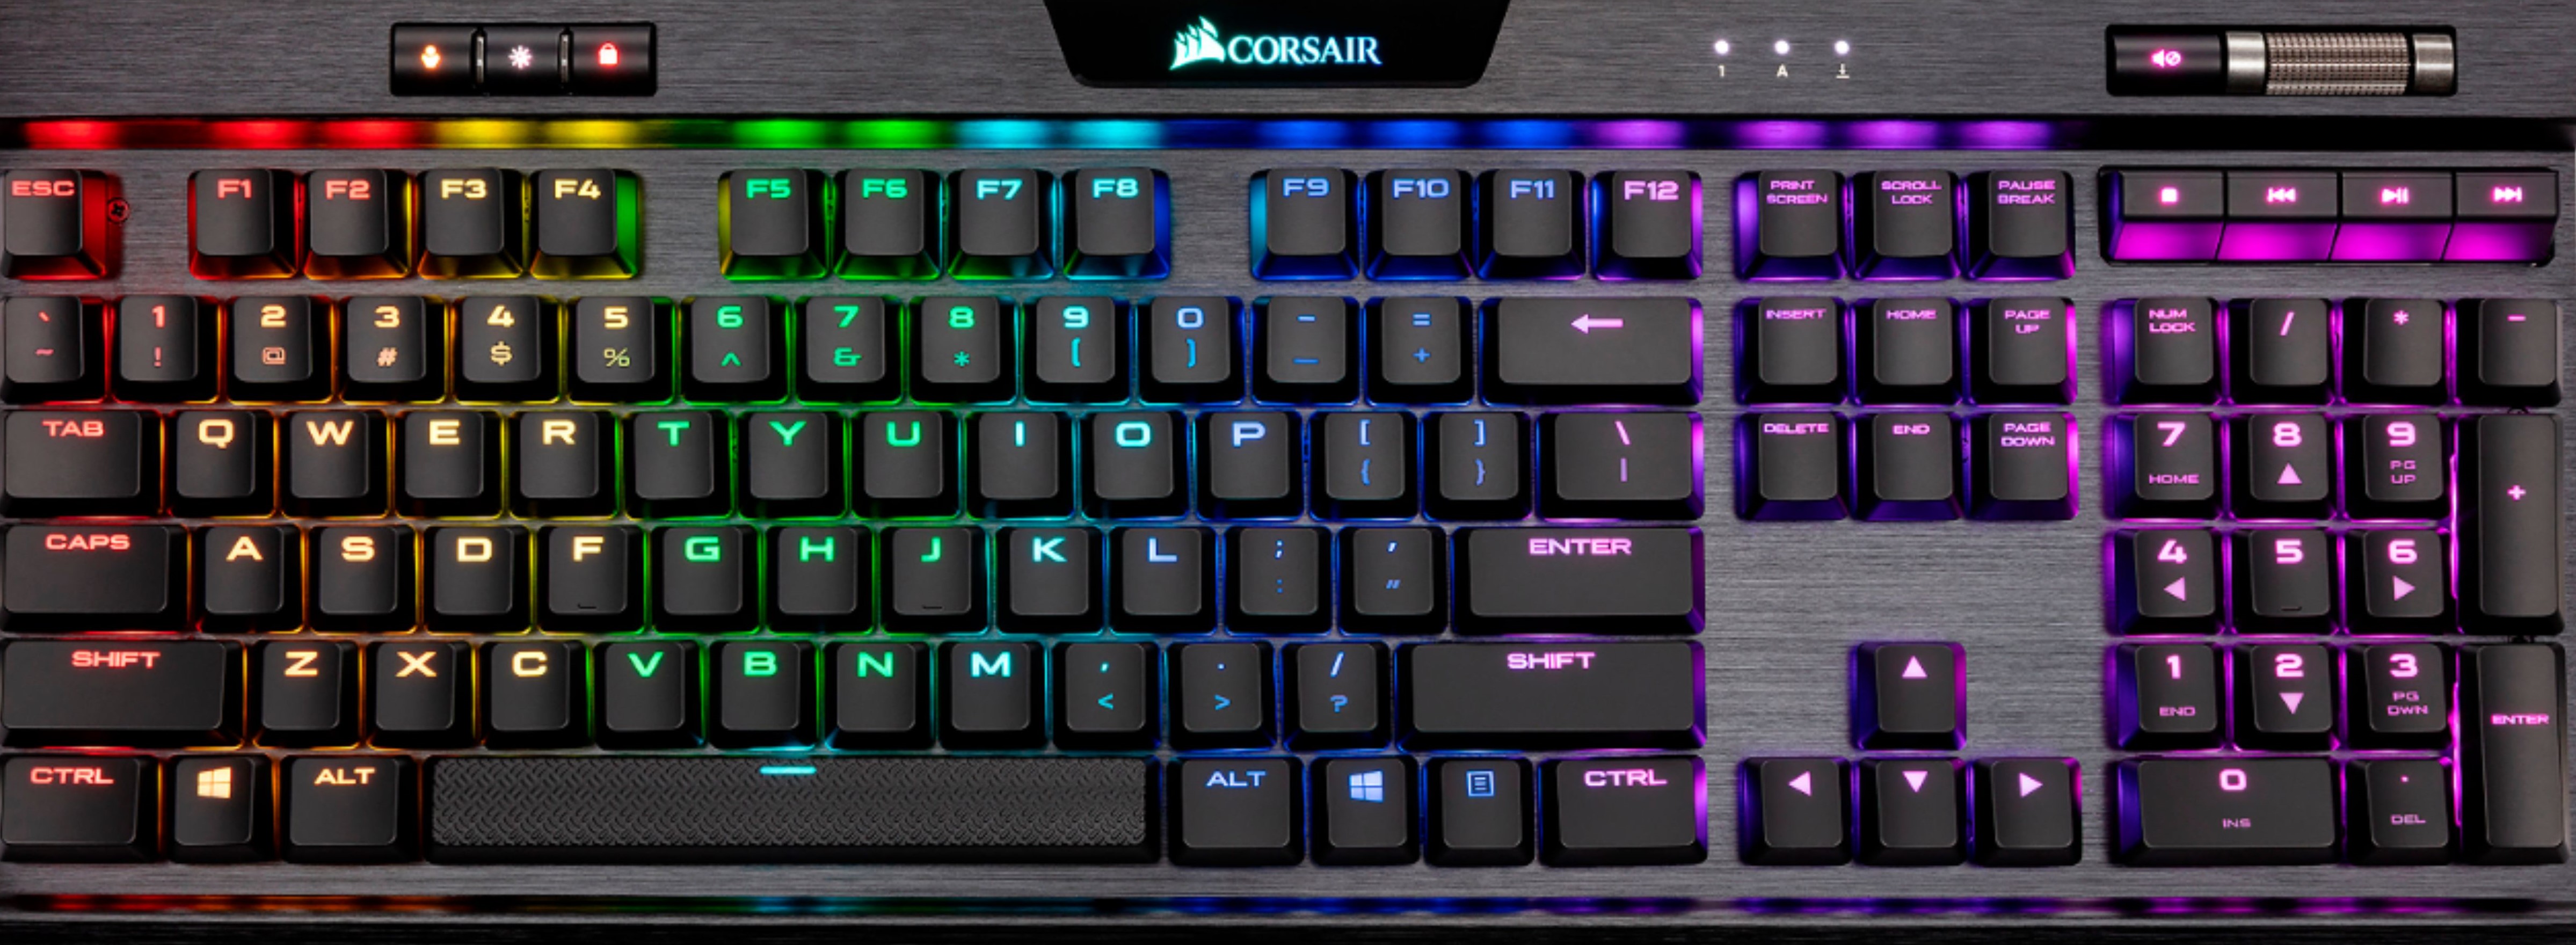 CORSAIR
1 A
ESC F1 F2 F3 F4 F5 F6 F7 F8 F9 F10 F11 F12 PRINT SCREEN SCROLL LOCK PAUSE BREAK
` 1 2 3 4 5 6 7 8 9 0 - = ← INSERT HOME PAGE UP NUM LOCK / * -
~ ! @ # $ % ^ & * ( ) _ +
TAB Q W E R T Y U I O P [ ] \ DELETE END PAGE DOWN 7 8 9 +
{ } | HOME ▲ PG UP
CAPS A S D F G H J K L ; ' ENTER 4 5 6
: " ◀ ▶
SHIFT Z X C V B N M , . / SHIFT ▲ 1 2 3 ENTER
< > ? END ▼ PG DWN
CTRL ALT ALT CTRL ◀ ▼ ▶ 0 .
INS DEL